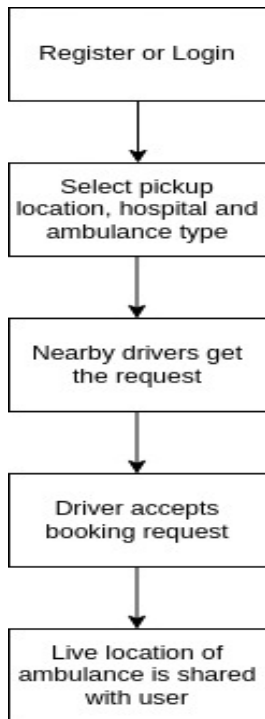 Register or Login
Select pickup
location, hospital and
ambulance type
Nearby drivers get
the request
Driver accepts
booking request
Live location of
ambulance is shared
with user